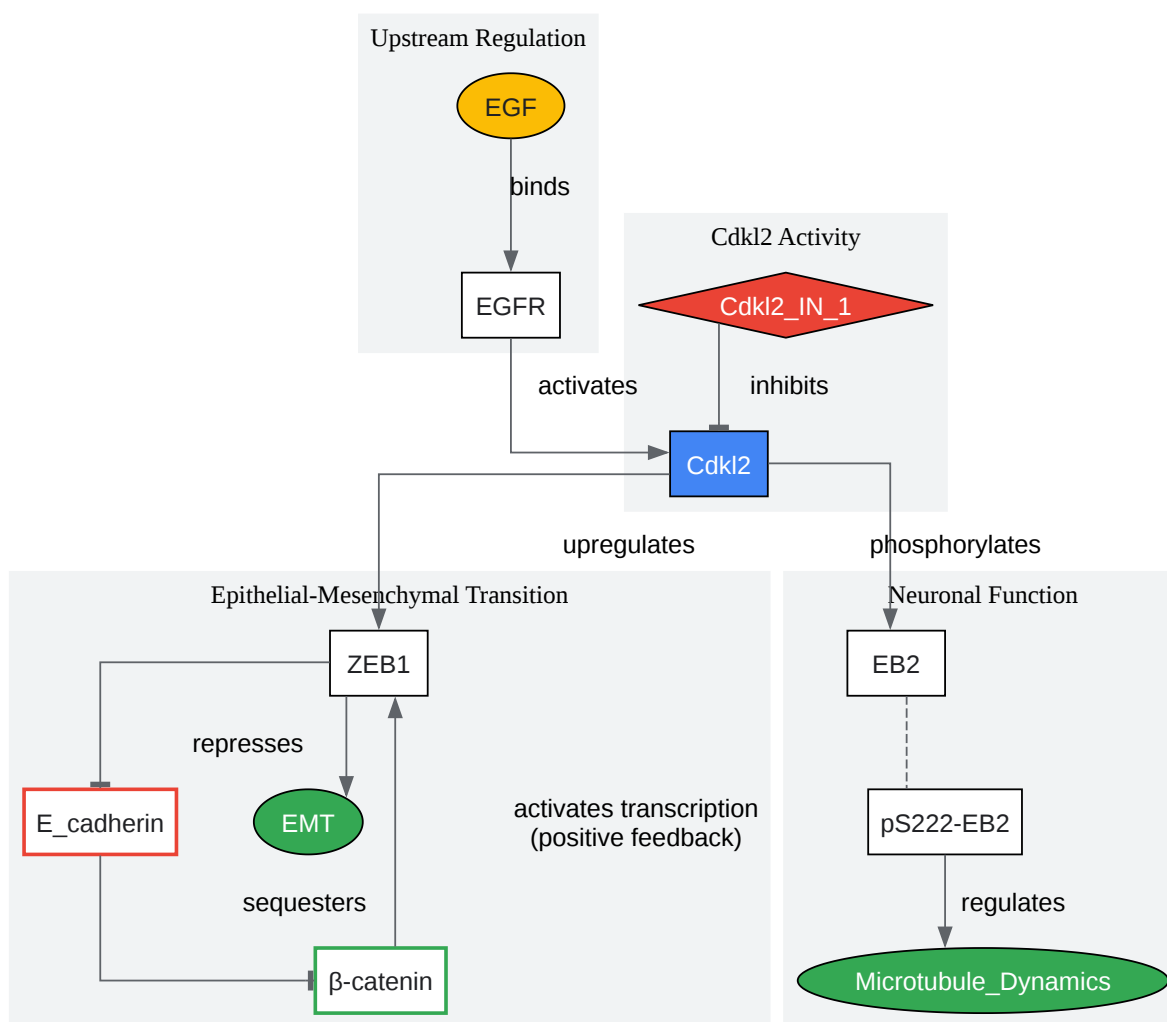 Upstream Regulation
EGF
binds
Cdkl2 Activity
EGFR
Cdkl2_IN_1
activates
inhibits
Cdkl2
upregulates
phosphorylates
Epithelial-Mesenchymal Transition
Neuronal Function
ZEB1
EB2
represses
E_cadherin
EMT
activates transcription
(positive feedback)
pS222-EB2
sequesters
regulates
β-catenin
Microtubule_Dynamics